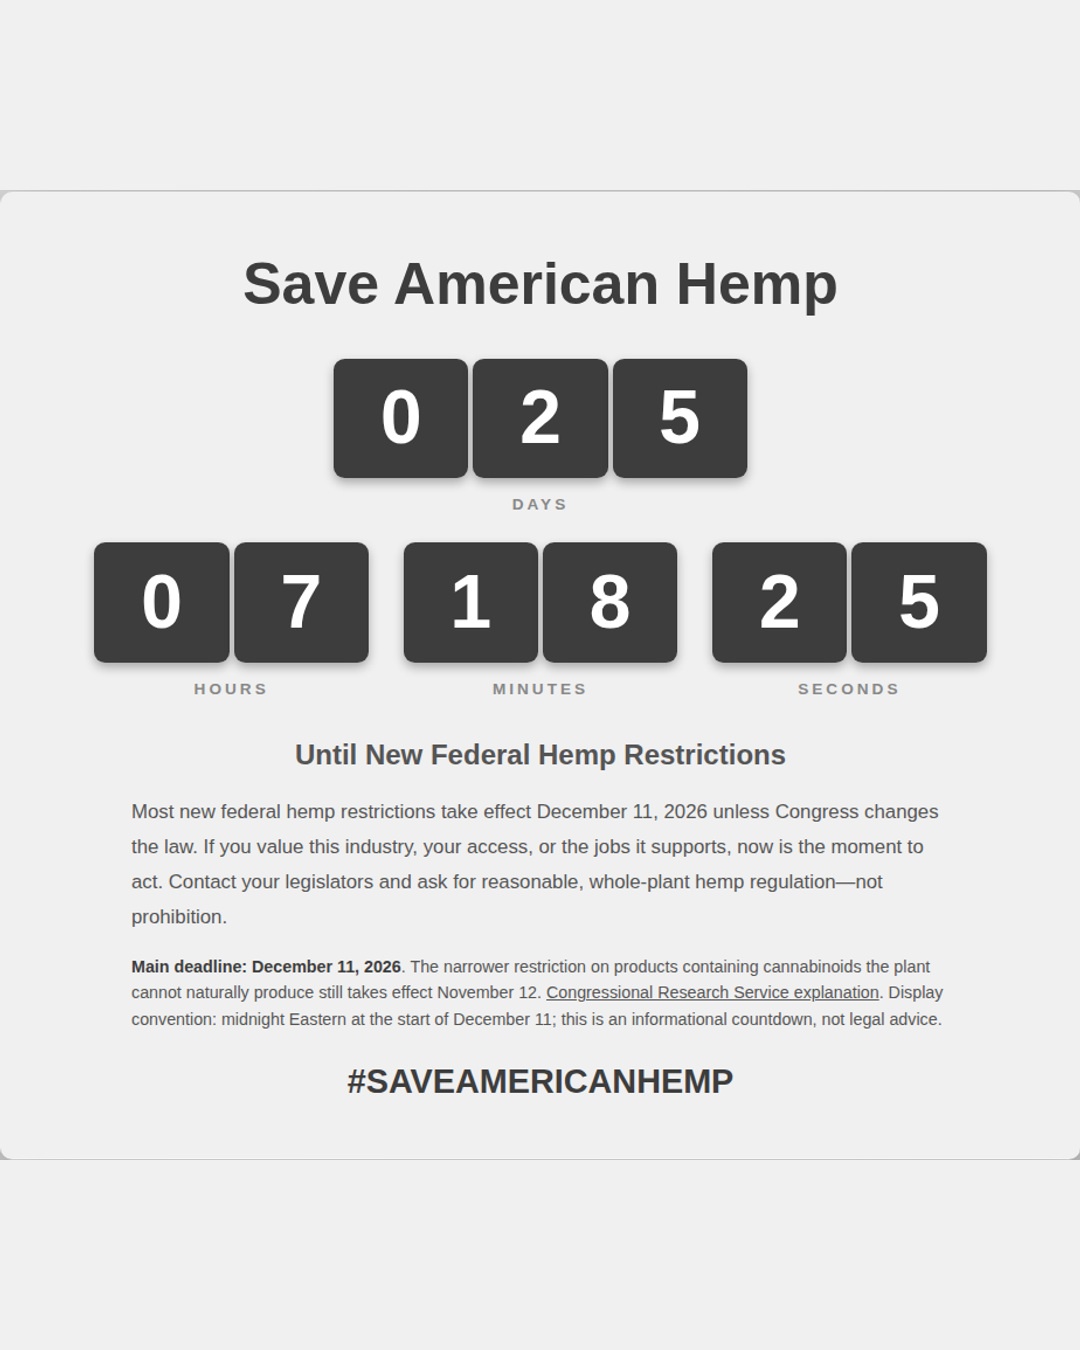 Save American Hemp
0 2 5
DAYS
0 7 1 8 2 5
HOURS MINUTES SECONDS
Until New Federal Hemp Restrictions
Most new federal hemp restrictions take effect December 11, 2026 unless Congress changes
the law. If you value this industry, your access, or the jobs it supports, now is the moment to
act. Contact your legislators and ask for reasonable, whole-plant hemp regulation—not
prohibition.
Main deadline: December 11, 2026. The narrower restriction on products containing cannabinoids the plant
cannot naturally produce still takes effect November 12. Congressional Research Service explanation. Display
convention: midnight Eastern at the start of December 11; this is an informational countdown, not legal advice.
#SAVEAMERICANHEMP